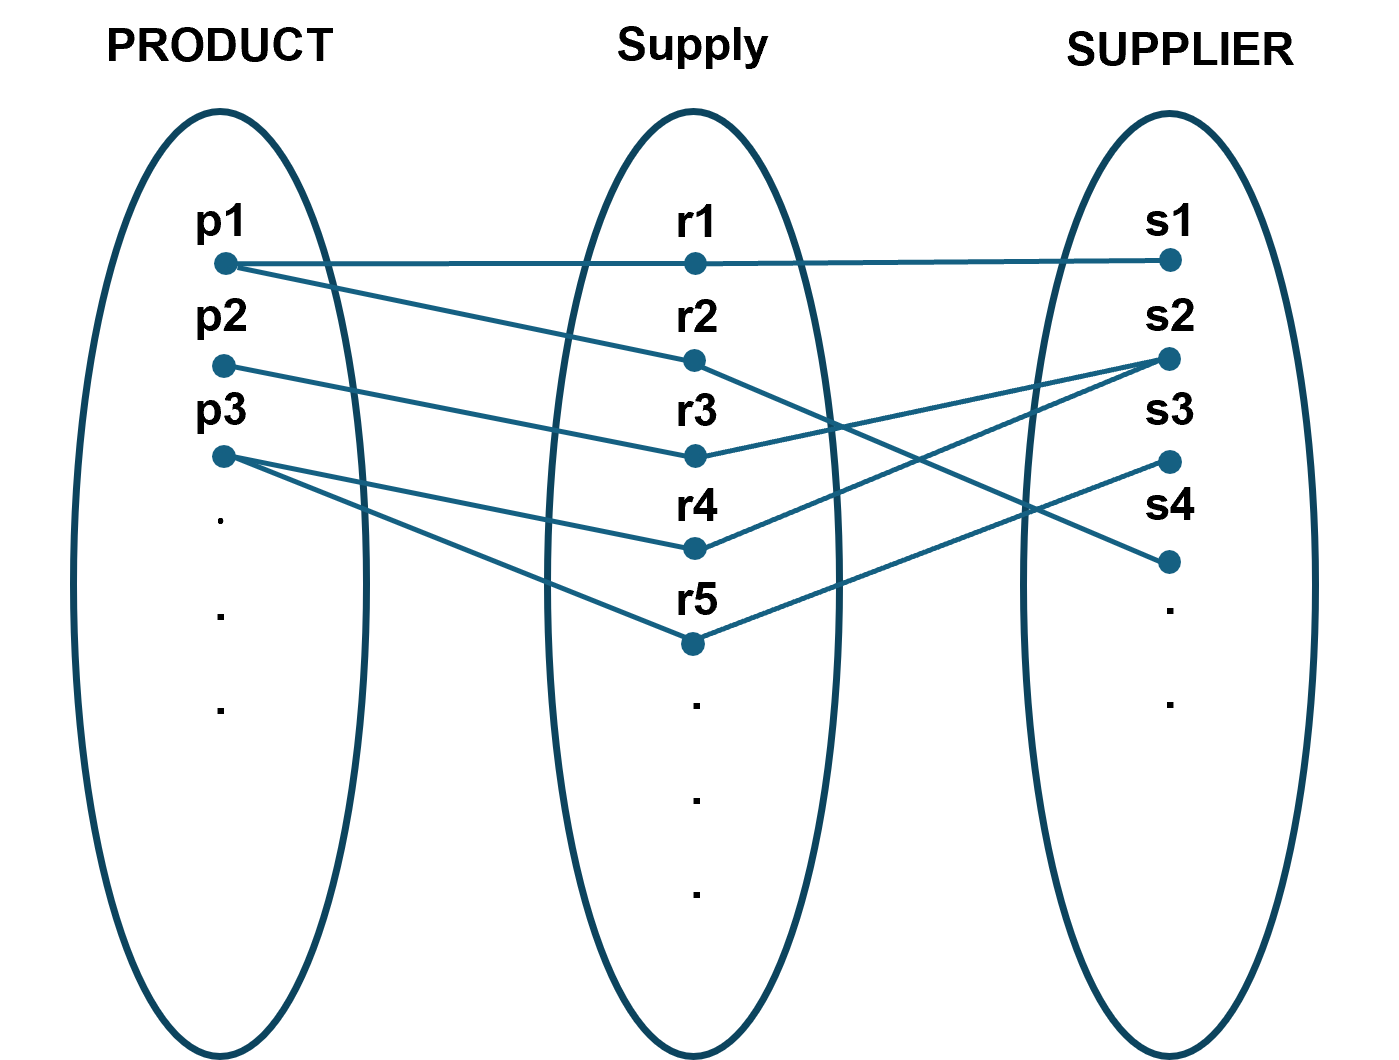 PRODUCT
Supply
SUPPLIER
p1
r1
s1
p2
r2
s2
p3
r3
s3
.
r4
s4
.
r5
.
.
.
.
.
.